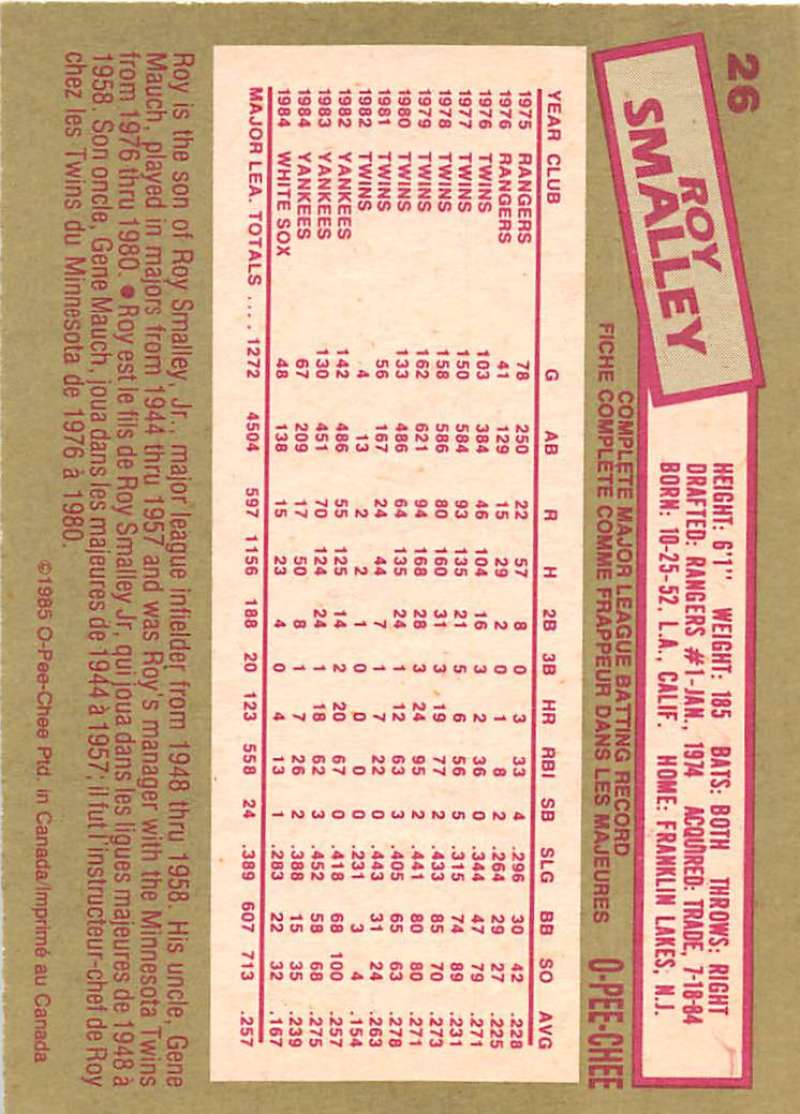 26
ROY
SMALLEY
HEIGHT: 6'1" WEIGHT: 185 BATS: BOTH THROWS: RIGHT
DRAFTED: RANGERS #1-JAN., 1974 ACQUIRED: TRADE, 7-18-84
BORN: 10-25-52, L.A., CALIF. HOME: FRANKLIN LAKES, N.J.
COMPLETE MAJOR LEAGUE BATTING RECORD
FICHE COMPLÈTE COMME FRAPPEUR DANS LES MAJEURES O-PEE-CHEE
YEAR CLUB G AB R H 2B 3B HR RBI SB SLG BB SO AVG
1975 RANGERS 78 250 22 57 8 0 3 33 4 .296 30 42 .228
1976 RANGERS 41 129 15 29 2 0 1 8 2 .264 29 27 .225
1976 TWINS 103 384 46 104 16 3 2 36 0 .344 47 79 .271
1977 TWINS 150 584 93 135 21 5 6 56 5 .315 74 89 .231
1978 TWINS 158 586 80 160 31 3 19 77 2 .433 85 70 .273
1979 TWINS 162 621 94 168 28 3 24 95 2 .441 80 80 .271
1980 TWINS 133 486 64 135 24 1 12 63 3 .405 65 63 .278
1981 TWINS 56 167 24 44 7 1 7 22 0 .443 31 24 .263
1982 TWINS 4 13 2 2 1 0 0 0 0 .231 3 4 .154
1982 YANKEES 142 486 55 125 14 2 20 67 0 .418 68 100 .257
1983 YANKEES 130 451 70 124 24 1 18 62 3 .452 58 68 .275
1984 YANKEES 67 209 17 50 8 1 7 26 2 .388 15 35 .239
1984 WHITE SOX 48 138 15 23 4 0 4 13 1 .283 22 32 .167
MAJOR LEA. TOTALS .... 1272 4504 597 1156 188 20 123 558 24 .389 607 713 .257
Roy is the son of Roy Smalley, Jr., major league infielder from 1948 thru 1958. His uncle, Gene
Mauch, played in majors from 1944 thru 1957 and was Roy's manager with the Minnesota Twins
from 1976 thru 1980. ● Roy est le fils de Roy Smalley Jr, qui joua dans les ligues majeures de 1948 à
1958. Son oncle, Gene Mauch, joua dans les majeures de 1944 à 1957; il fut l'instructeur-chef de Roy
chez les Twins du Minnesota de 1976 à 1980.
©1985 O-Pee-Chee Ptd. in Canada/Imprimé au Canada